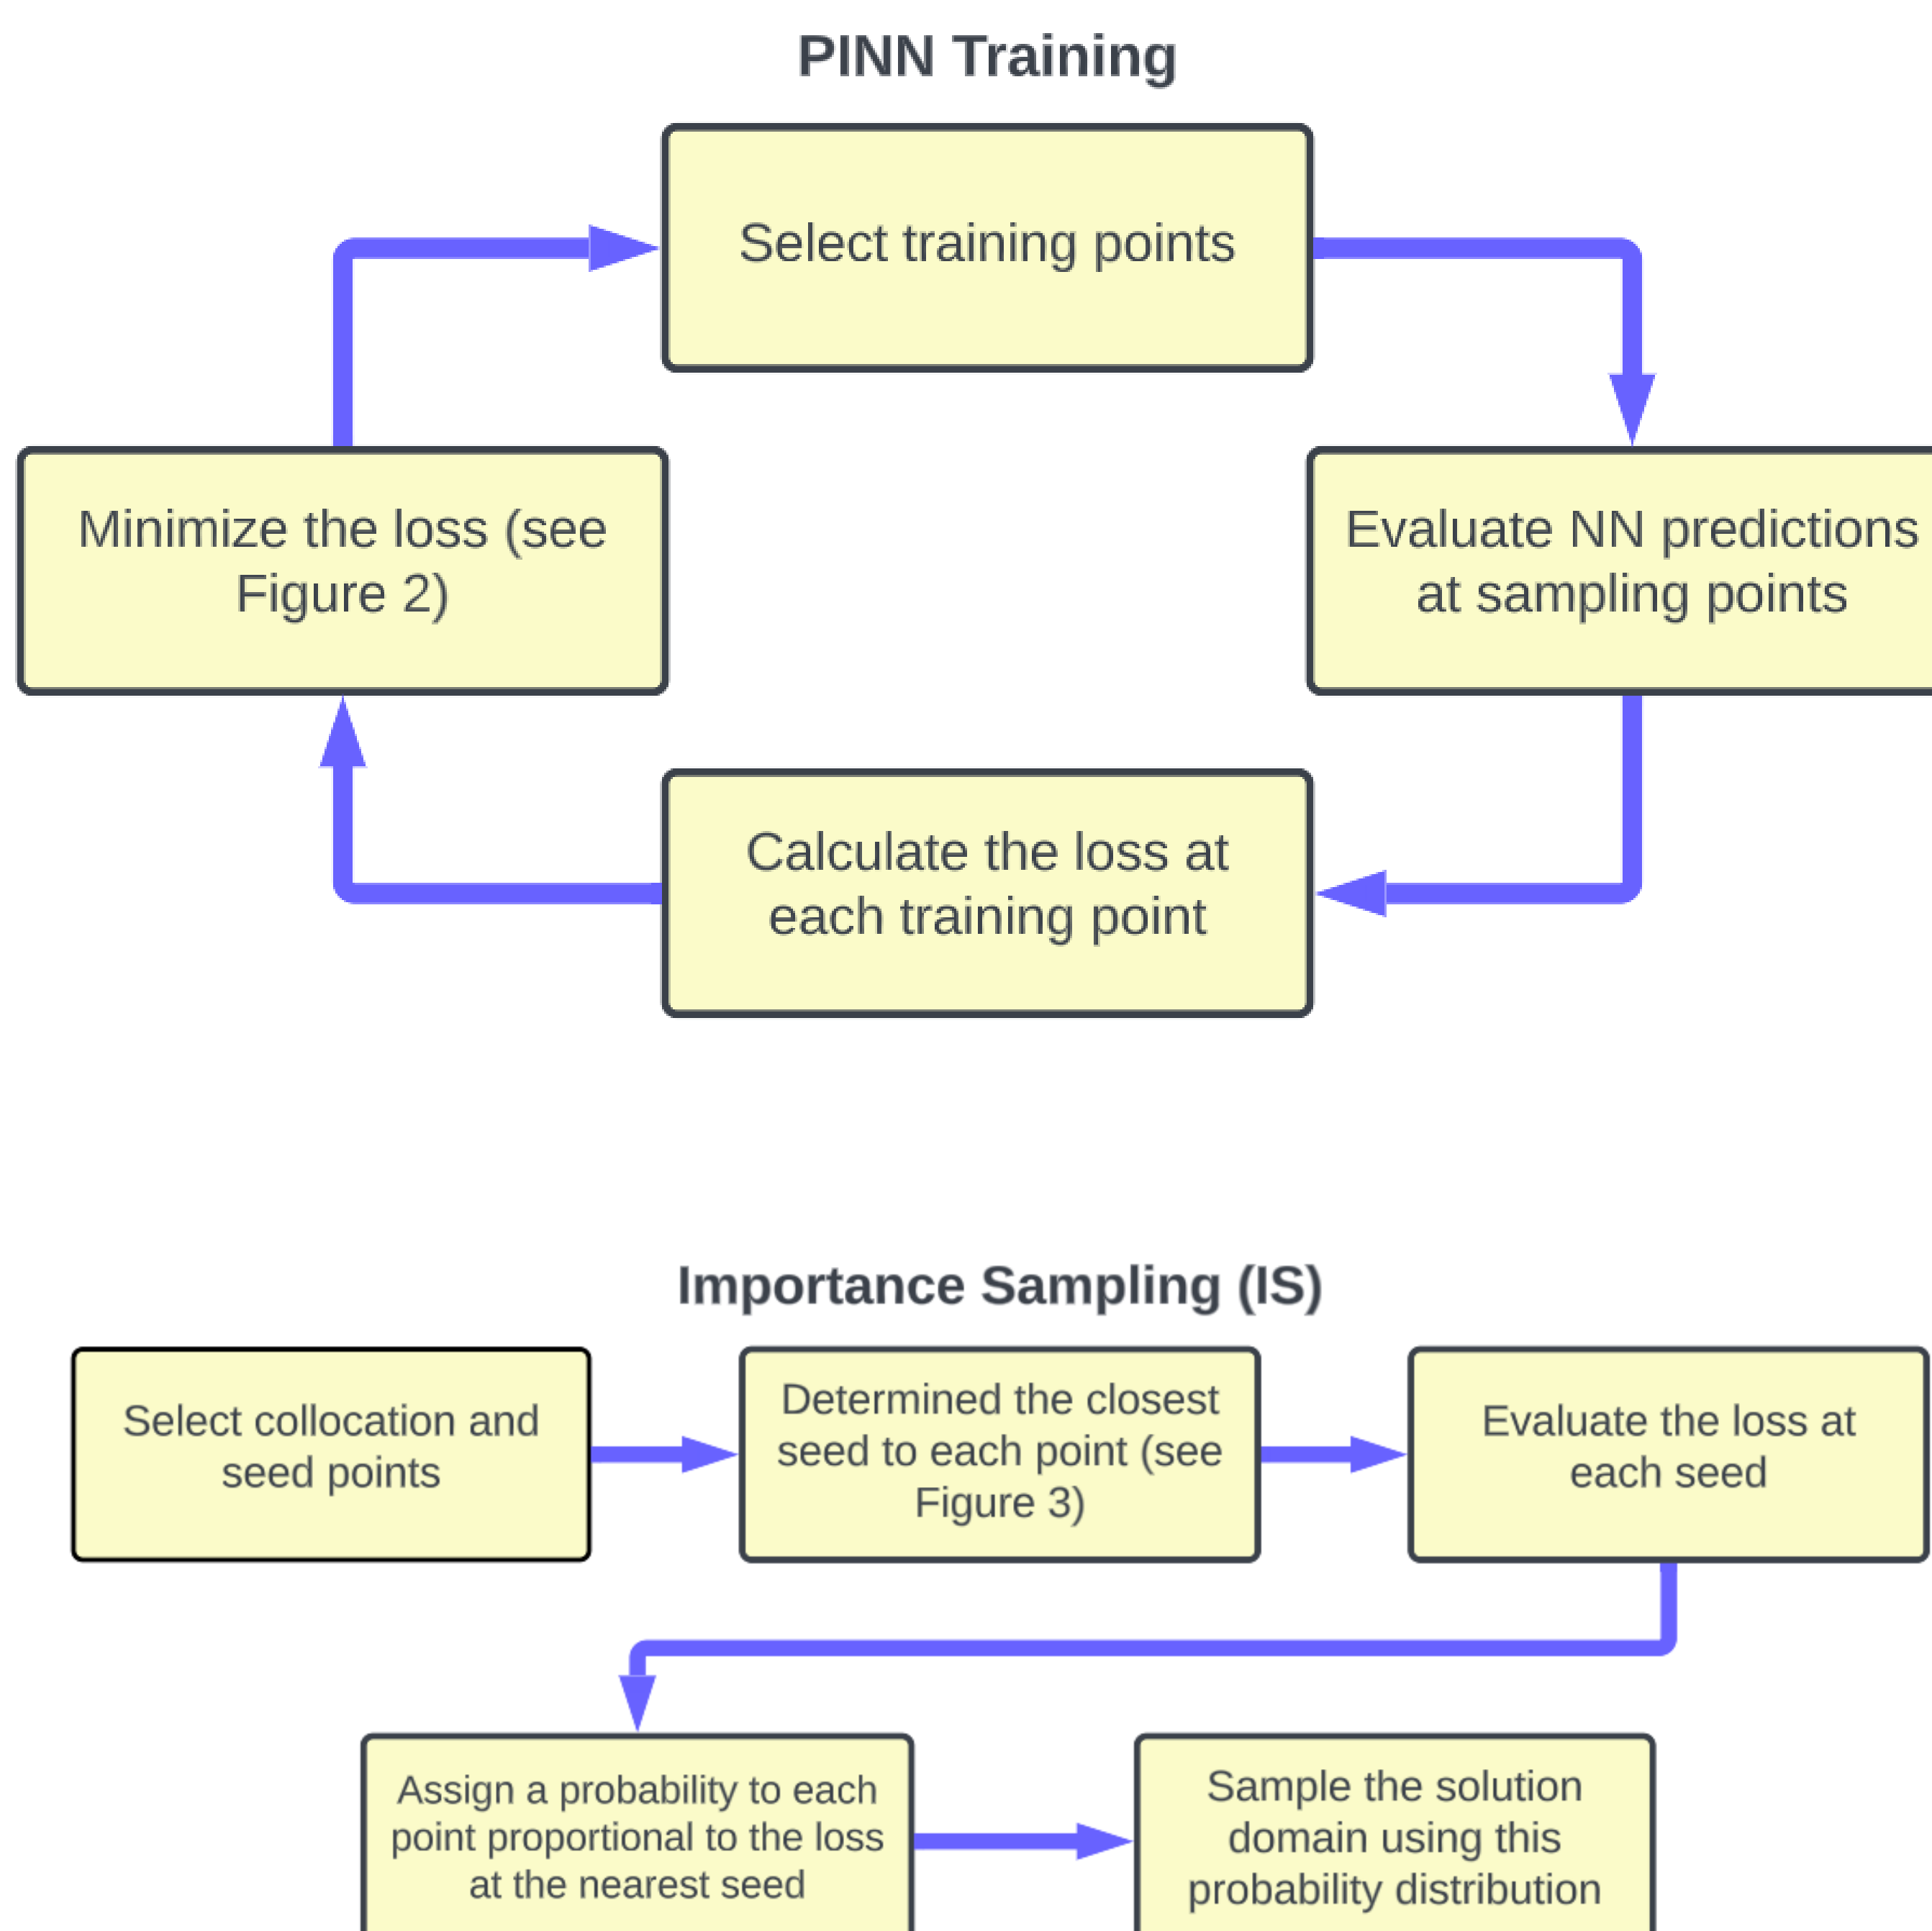 PINN Training
Select training points
Minimize the loss (see
Figure 2)
Evaluate NN predictions
at sampling points
Calculate the loss at
each training point
Importance Sampling (IS)
Select collocation and
seed points
Determined the closest
seed to each point (see
Figure 3)
Evaluate the loss at
each seed
Assign a probability to each
point proportional to the loss
at the nearest seed
Sample the solution
domain using this
probability distribution